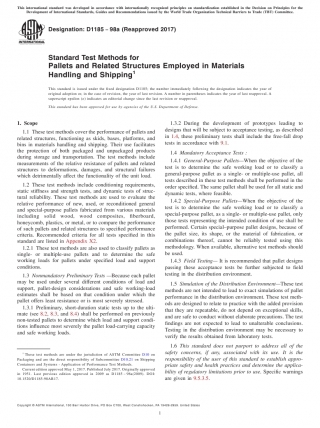 This international standard was developed in accordance with internationally recognized principles on standardization established in the Decision on Principles for the
Development of International Standards, Guides and Recommendations issued by the World Trade Organization Technical Barriers to Trade (TBT) Committee.
Designation: D1185 − 98a (Reapproved 2017)
Standard Test Methods for
Pallets and Related Structures Employed in Materials
Handling and Shipping1
This standard is issued under the fixed designation D1185; the number immediately following the designation indicates the year of
original adoption or, in the case of revision, the year of last revision. A number in parentheses indicates the year of last reapproval. A
superscript epsilon (ε) indicates an editorial change since the last revision or reapproval.
This standard has been approved for use by agencies of the U.S. Department of Defense.
1. Scope
1.1 These test methods cover the performance of pallets and
related structures, functioning as skids, bases, platforms, and
bins in materials handling and shipping. Their use facilitates
the protection of both packaged and unpackaged products
during storage and transportation. The test methods include
measurements of the relative resistance of pallets and related
structures to deformations, damages, and structural failures
which detrimentally affect the functionality of the unit load.
1.2 These test methods include conditioning requirements,
static stiffness and strength tests, and dynamic tests of struc-
tural reliability. These test methods are used to evaluate the
relative performance of new, used, or reconditioned general
and special-purpose pallets fabricated from various materials
including solid wood, wood composites, fiberboard,
honeycomb, plastics, or metal, or to compare the performance
of such pallets and related structures to specified performance
criteria. Recommended criteria for all tests specified in this
standard are listed in Appendix X2.
1.2.1 These test methods are also used to classify pallets as
single- or multiple-use pallets and to determine the safe
working loads for pallets under specified load and support
conditions.
1.3 Nonmandatory Preliminary Tests —Because each pallet
may be used under several different conditions of load and
support, pallet-design considerations and safe working-load
estimates shall be based on that condition under which the
pallet offers least resistance or is most severely stressed.
1.3.1 Preliminary, short-duration static tests up to the ulti-
mate (see 8.2, 8.3, and 8.4) shall be performed on previously
non-tested pallets to determine which load and support condi-
tions influence most severely the pallet load-carrying capacity
and safe working loads.
1.3.2 During the development of prototypes leading to
designs that will be subject to acceptance testing, as described
in 1.4, these preliminary tests shall include the free-fall drop
tests in accordance with 9.1.
1.4 Mandatory Acceptance Tests :
1.4.1 General-Purpose Pallets—When the objective of the
test is to determine the safe working load or to classify a
general-purpose pallet as a single- or multiple-use pallet, all
tests described in these test methods should be performed in the
order specified. The same pallet shall be used for all static and
dynamic tests, where feasible.
1.4.2 Special-Purpose Pallets—When the objective of the
test is to determine the safe working load or to classify a
special-purpose pallet, as a single- or multiple-use pallet, only
those tests representing the intended condition of use shall be
performed. Certain special-purpose pallet designs, because of
the pallet size, its shape, or the material of fabrication, or
combinations thereof, cannot be reliably tested using this
methodology. When available, alternative test methods should
be used.
1.4.3 Field Testing— It is recommended that pallet designs
passing these acceptance tests be further subjected to field
testing in the distribution environment.
1.5 Simulation of the Distribution Environment—These test
methods are not intended to lead to exact simulations of pallet
performance in the distribution environment. These test meth-
ods are designed to relate in practice with the added provision
that they are repeatable, do not depend on exceptional skills,
and are safe to conduct without elaborate precautions. The test
findings are not expected to lead to unalterable conclusions.
Testing in the distribution environment may be necessary to
verify the results obtained from laboratory tests.
1.6 This standard does not purport to address all of the
safety concerns, if any, associated with its use. It is the
responsibility of the user of this standard to establish appro-
priate safety and health practices and determine the applica-
bility of regulatory limitations prior to use. Specific warnings
are given in 9.3.3.5.
1 These test methods are under the jurisdiction of ASTM Committee D10 on
Packaging and are the direct responsibility of Subcommittee D10.21 on Shipping
Containers and Systems - Application of Performance Test Methods.
Current edition approved May 1, 2017. Published July 2017. Originally approved
Copyright © ASTM International, 100 Barr Harbor Drive, PO Box C700, West Conshohocken, PA 19428-2959. United States
1